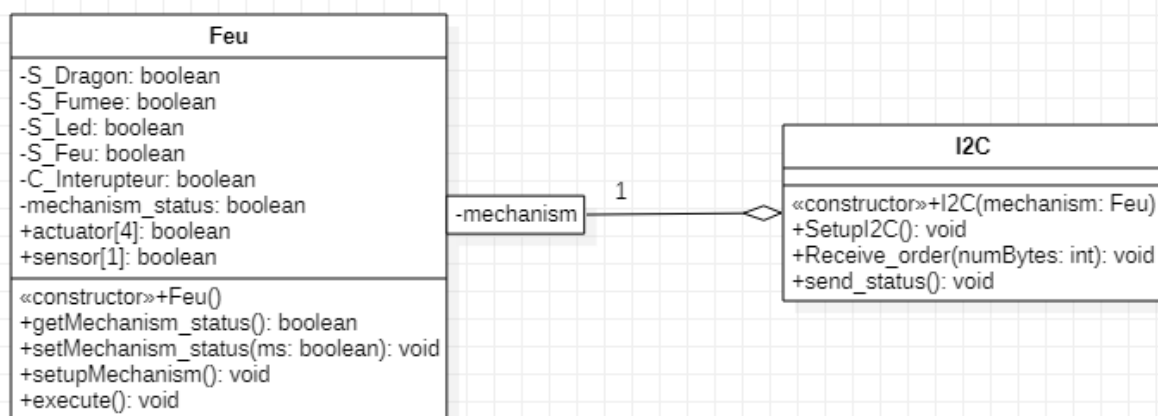 Feu
-S_Dragon: boolean
-S_Fumee: boolean
-S_Led: boolean
-S_Feu: boolean
-C_Interupteur: boolean
-mechanism_status: boolean
+actuator[4]: boolean
+sensor[1]: boolean
«constructor»+Feu()
+getMechanism_status(): boolean
+setMechanism_status(ms: boolean): void
+setupMechanism(): void
+execute(): void
-mechanism
1
I2C
«constructor»+I2C(mechanism: Feu)
+SetupI2C(): void
+Receive_order(numBytes: int): void
+send_status(): void